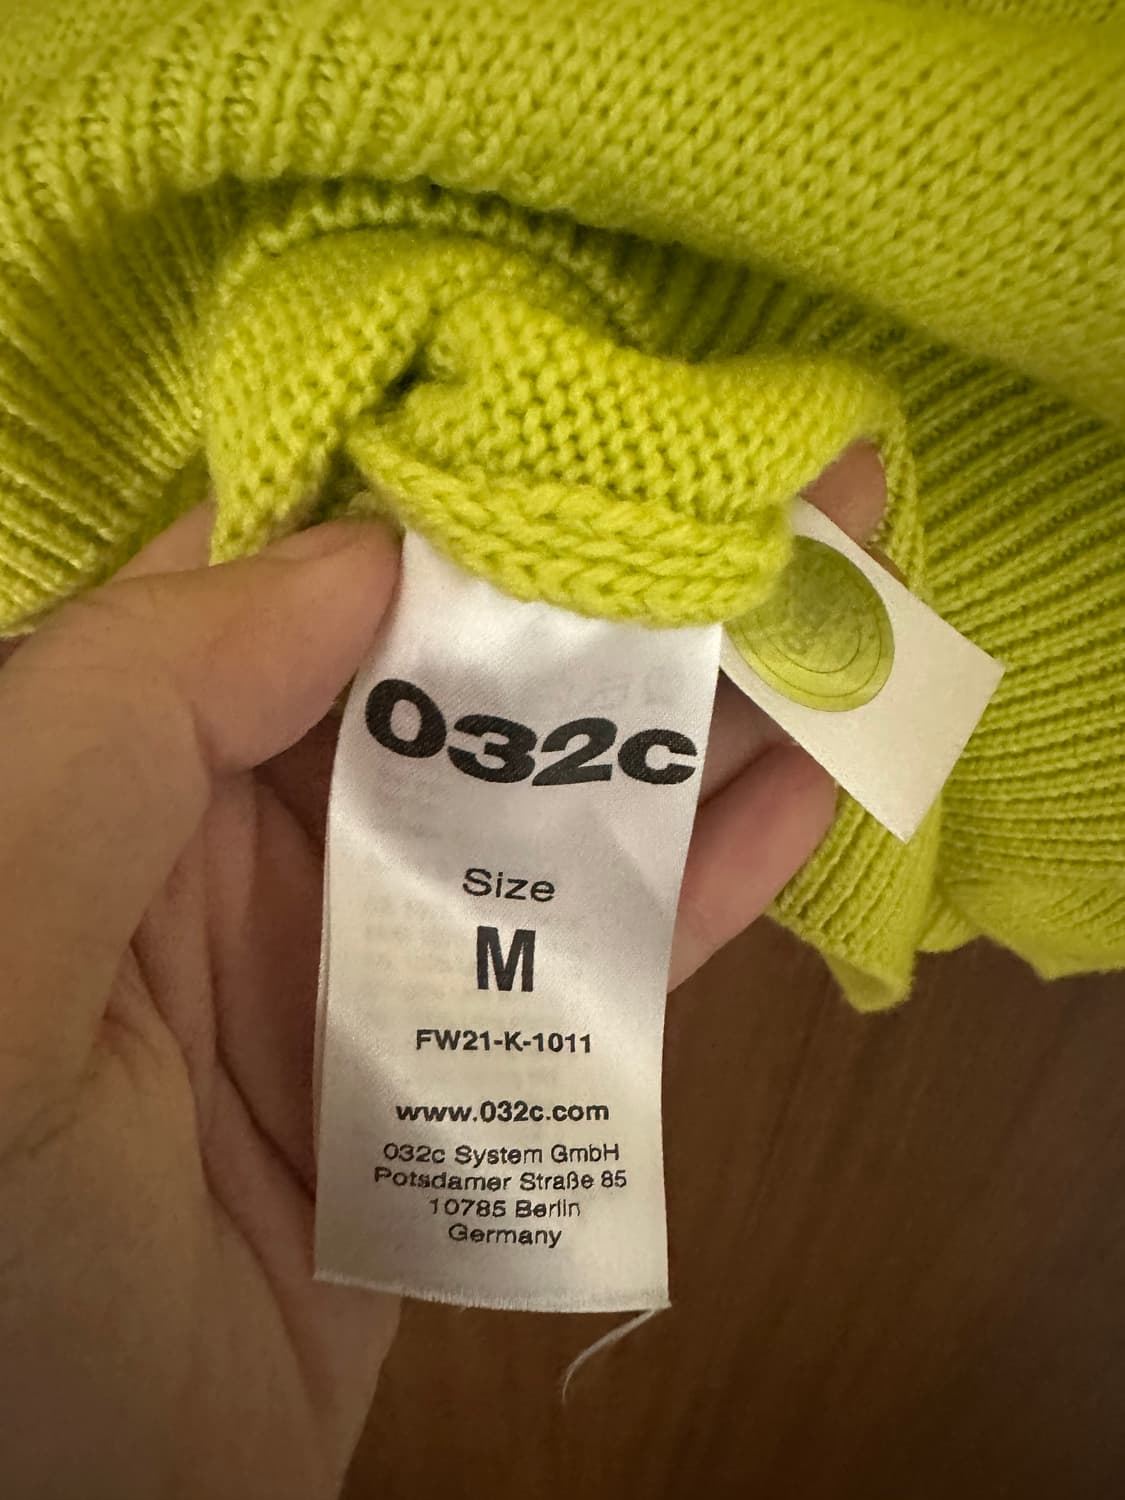 032c
Size
M
FW21-K-1011
www.032c.com
032c System GmbH
Potsdamer Straße 85
10785 Berlin
Germany